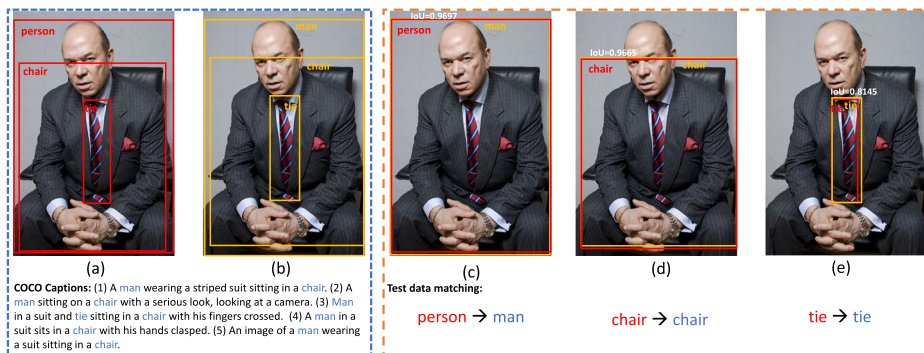 person
chair
tie
(a)
man
chair
tie
(b)
COCO Captions: (1) A man wearing a striped suit sitting in a chair. (2) A
man sitting on a chair with a serious look, looking at a camera. (3) Man
in a suit and tie sitting in a chair with his fingers crossed. (4) A man in a
suit sits in a chair with his hands clasped. (5) An image of a man wearing
a suit sitting in a chair.
IoU=0.9697
person man
(c)
IoU=0.9665
chair chair
(d)
IoU=0.8145
tie tie
(e)
Test data matching:
person → man
chair → chair
tie → tie